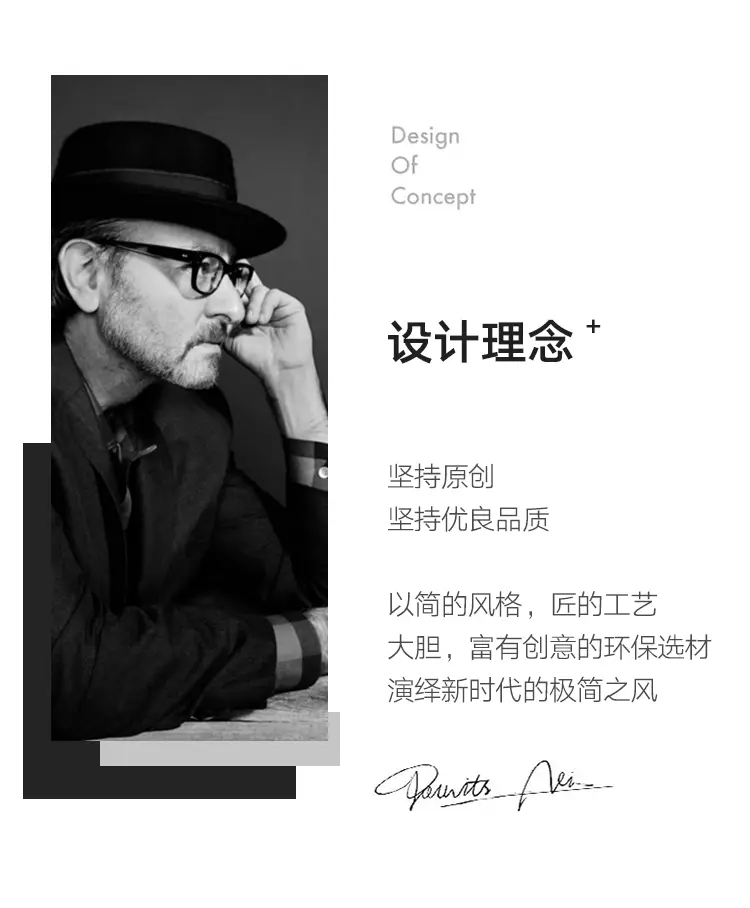 Design
Of
Concept
设计理念 +
坚持原创
坚持优良品质
以简的风格，匠的工艺
大胆，富有创意的环保选材
演绎新时代的极简之风